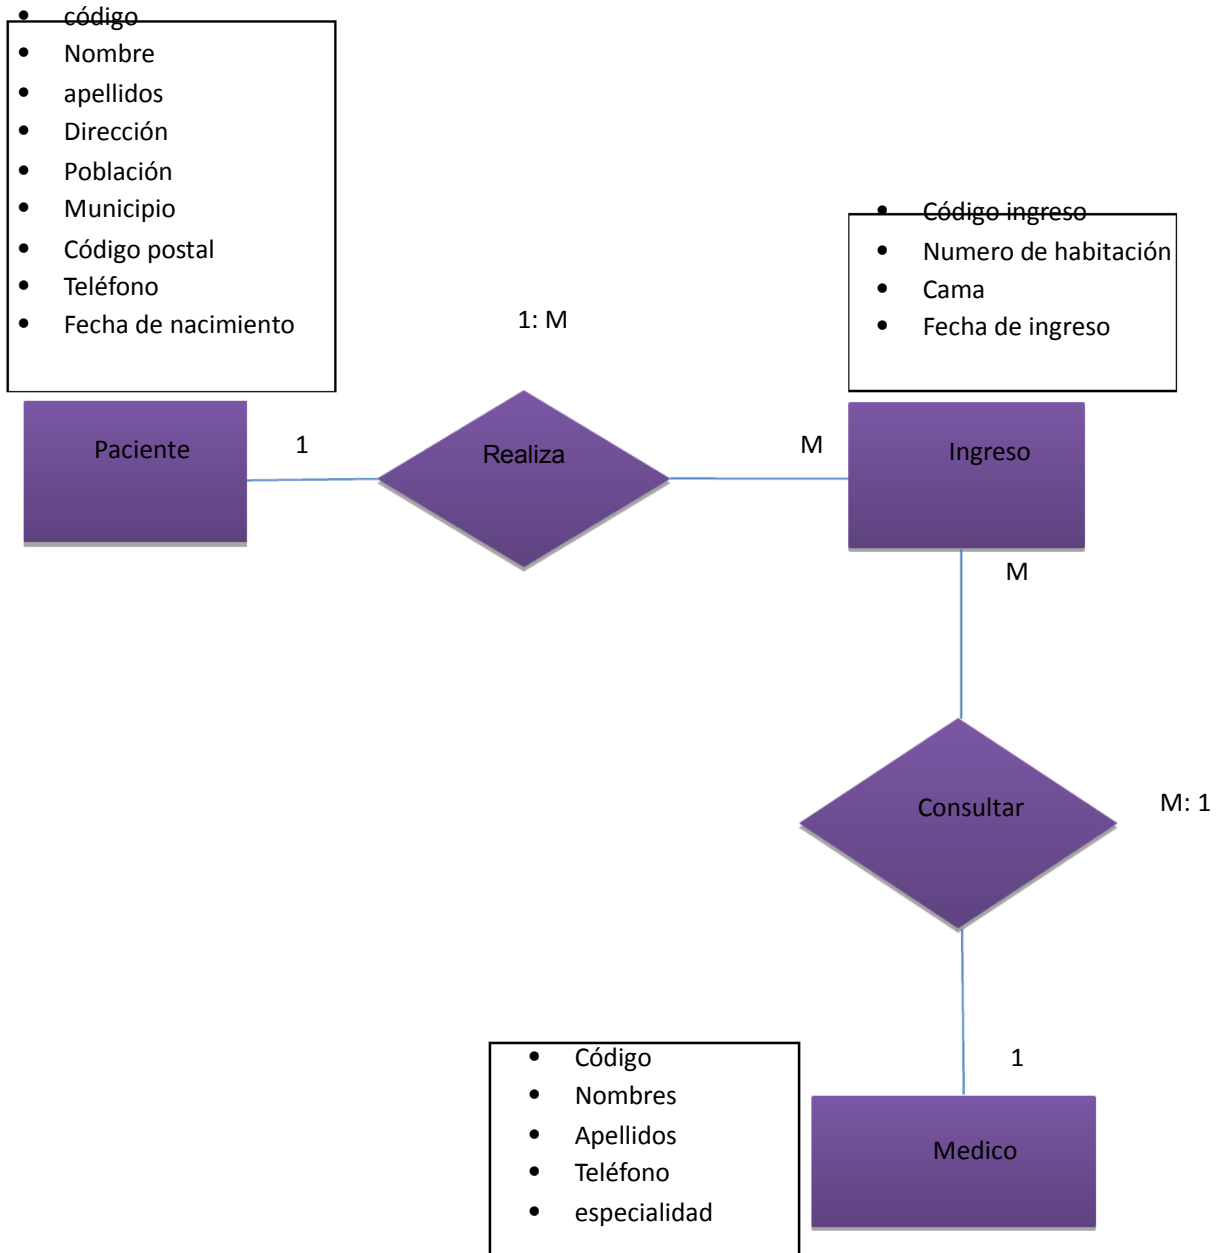 • código
• Nombre
• apellidos
• Dirección
• Población
• Municipio
• Código postal
• Teléfono
• Fecha de nacimiento
• Código ingreso
• Numero de habitación
• Cama
• Fecha de ingreso
1: M
Paciente
1
Realiza
M
Ingreso
M
Consultar
M: 1
1
• Código
• Nombres
• Apellidos
• Teléfono
• especialidad
Medico